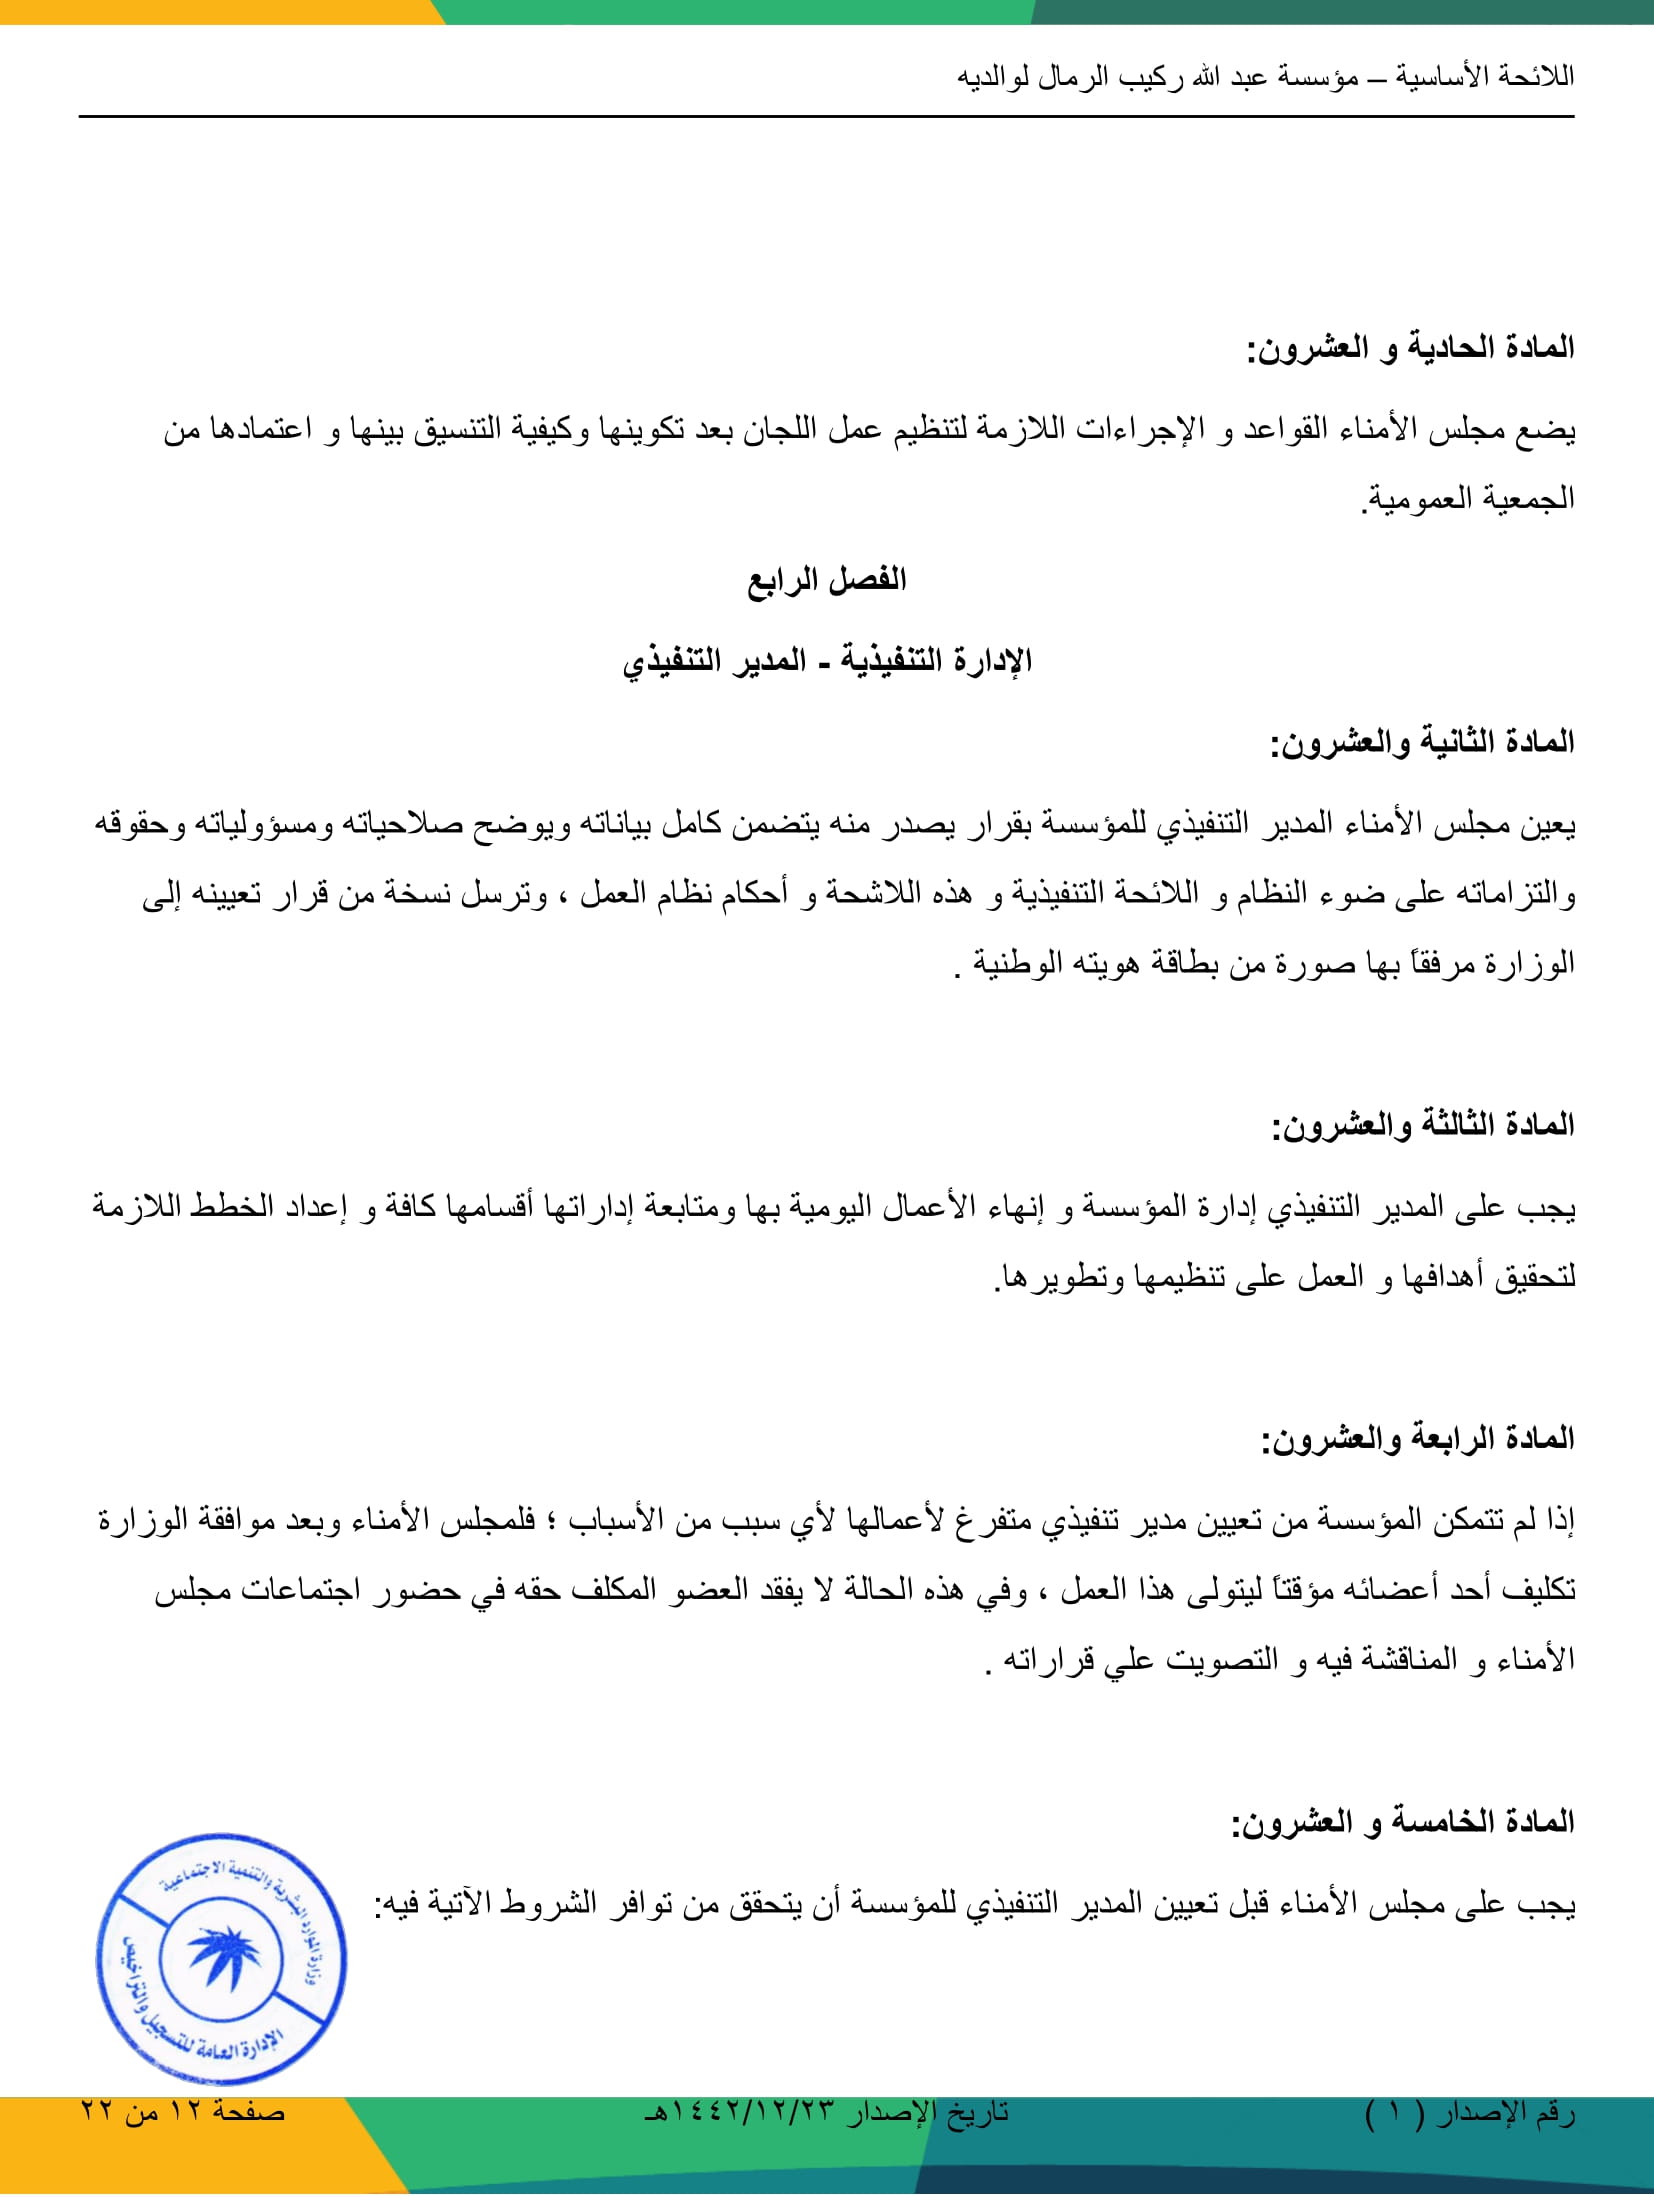 اللائحة الأساسية – مؤسسة عبد الله ركيب الرمال لوالديه
المادة الحادية و العشرون:
يضع مجلس الأمناء القواعد و الإجراءات اللازمة لتنظيم عمل اللجان بعد تكوينها وكيفية التنسيق بينها و اعتمادها من
الجمعية العمومية.
الفصل الرابع
الإدارة التنفيذية - المدير التنفيذي
المادة الثانية والعشرون:
يعين مجلس الأمناء المدير التنفيذي للمؤسسة بقرار يصدر منه يتضمن كامل بياناته ويوضح صلاحياته ومسؤولياته وحقوقه
والتزاماته على ضوء النظام و اللائحة التنفيذية و هذه اللاشحة و أحكام نظام العمل ، وترسل نسخة من قرار تعيينه إلى
الوزارة مرفقاً بها صورة من بطاقة هويته الوطنية .
المادة الثالثة والعشرون:
يجب على المدير التنفيذي إدارة المؤسسة و إنهاء الأعمال اليومية بها ومتابعة إداراتها أقسامها كافة و إعداد الخطط اللازمة
لتحقيق أهدافها و العمل على تنظيمها وتطويرها.
المادة الرابعة والعشرون:
إذا لم تتمكن المؤسسة من تعيين مدير تنفيذي متفرغ لأعمالها لأي سبب من الأسباب ؛ فلمجلس الأمناء وبعد موافقة الوزارة
تكليف أحد أعضائه مؤقتاً ليتولى هذا العمل ، وفي هذه الحالة لا يفقد العضو المكلف حقه في حضور اجتماعات مجلس
الأمناء و المناقشة فيه و التصويت علي قراراته .
المادة الخامسة و العشرون:
يجب على مجلس الأمناء قبل تعيين المدير التنفيذي للمؤسسة أن يتحقق من توافر الشروط الآتية فيه:
وزارة الموارد البشرية والتنمية الاجتماعية
الإدارة العامة للتسجيل والتراخيص
رقم الإصدار ( ١ ) تاريخ الإصدار ١٤٤٢/١٢/٢٣هـ صفحة ١٢ من ٢٢